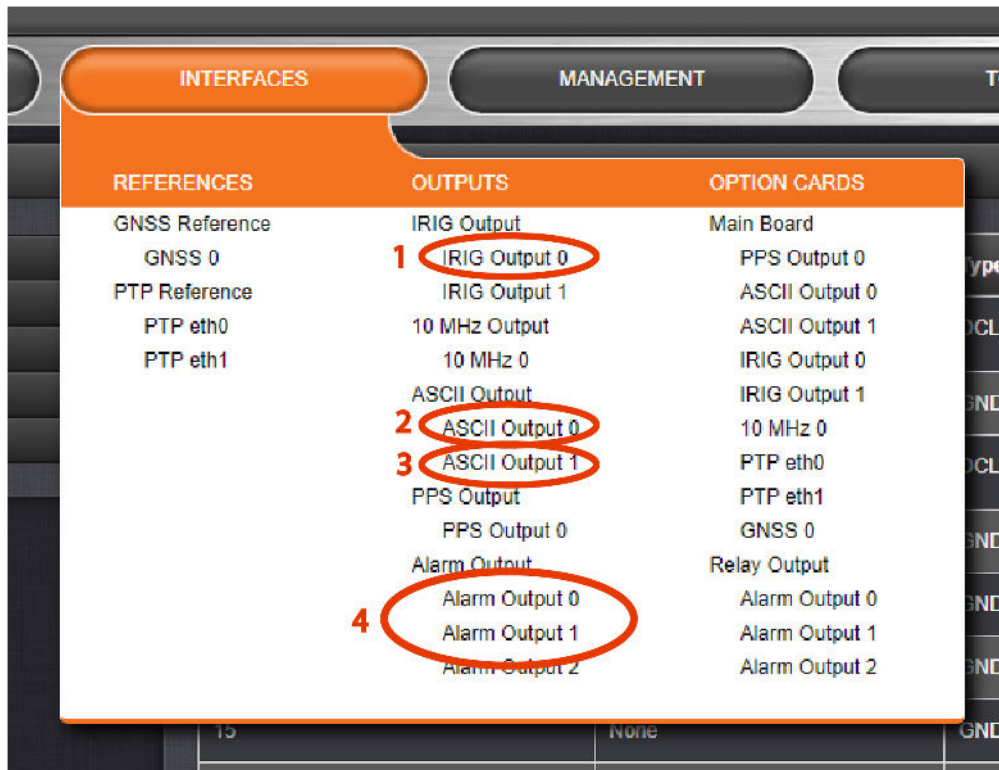 INTERFACES
MANAGEMENT
REFERENCES
GNSS Reference
GNSS 0
PTP Reference
PTP eth0
PTP eth1
OUTPUTS
IRIG Output
1 IRIG Output 0
IRIG Output 1
10 MHz Output
10 MHz 0
ASCII Output
2 ASCII Output 0
3 ASCII Output 1
PPS Output
PPS Output 0
Alarm Output
4
Alarm Output 0
Alarm Output 1
Alarm Output 2
OPTION CARDS
Main Board
PPS Output 0
ASCII Output 0
ASCII Output 1
IRIG Output 0
IRIG Output 1
10 MHz 0
PTP eth0
PTP eth1
GNSS 0
Relay Output
Alarm Output 0
Alarm Output 1
Alarm Output 2
15
None
GND